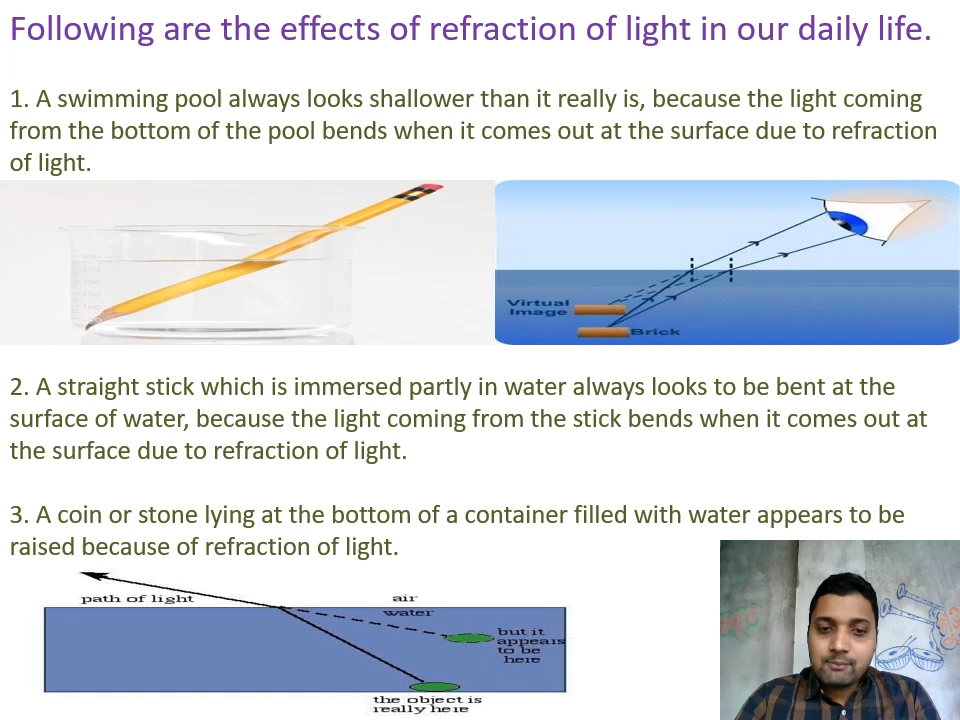 Following are the effects of refraction of light in our daily life.
1. A swimming pool always looks shallower than it really is, because the light coming
from the bottom of the pool bends when it comes out at the surface due to refraction
of light.
Virtual
Image
Brick
2. A straight stick which is immersed partly in water always looks to be bent at the
surface of water, because the light coming from the stick bends when it comes out at
the surface due to refraction of light.
3. A coin or stone lying at the bottom of a container filled with water appears to be
raised because of refraction of light.
path of light
air
water
but it
appears
to be
here
the object is
really here